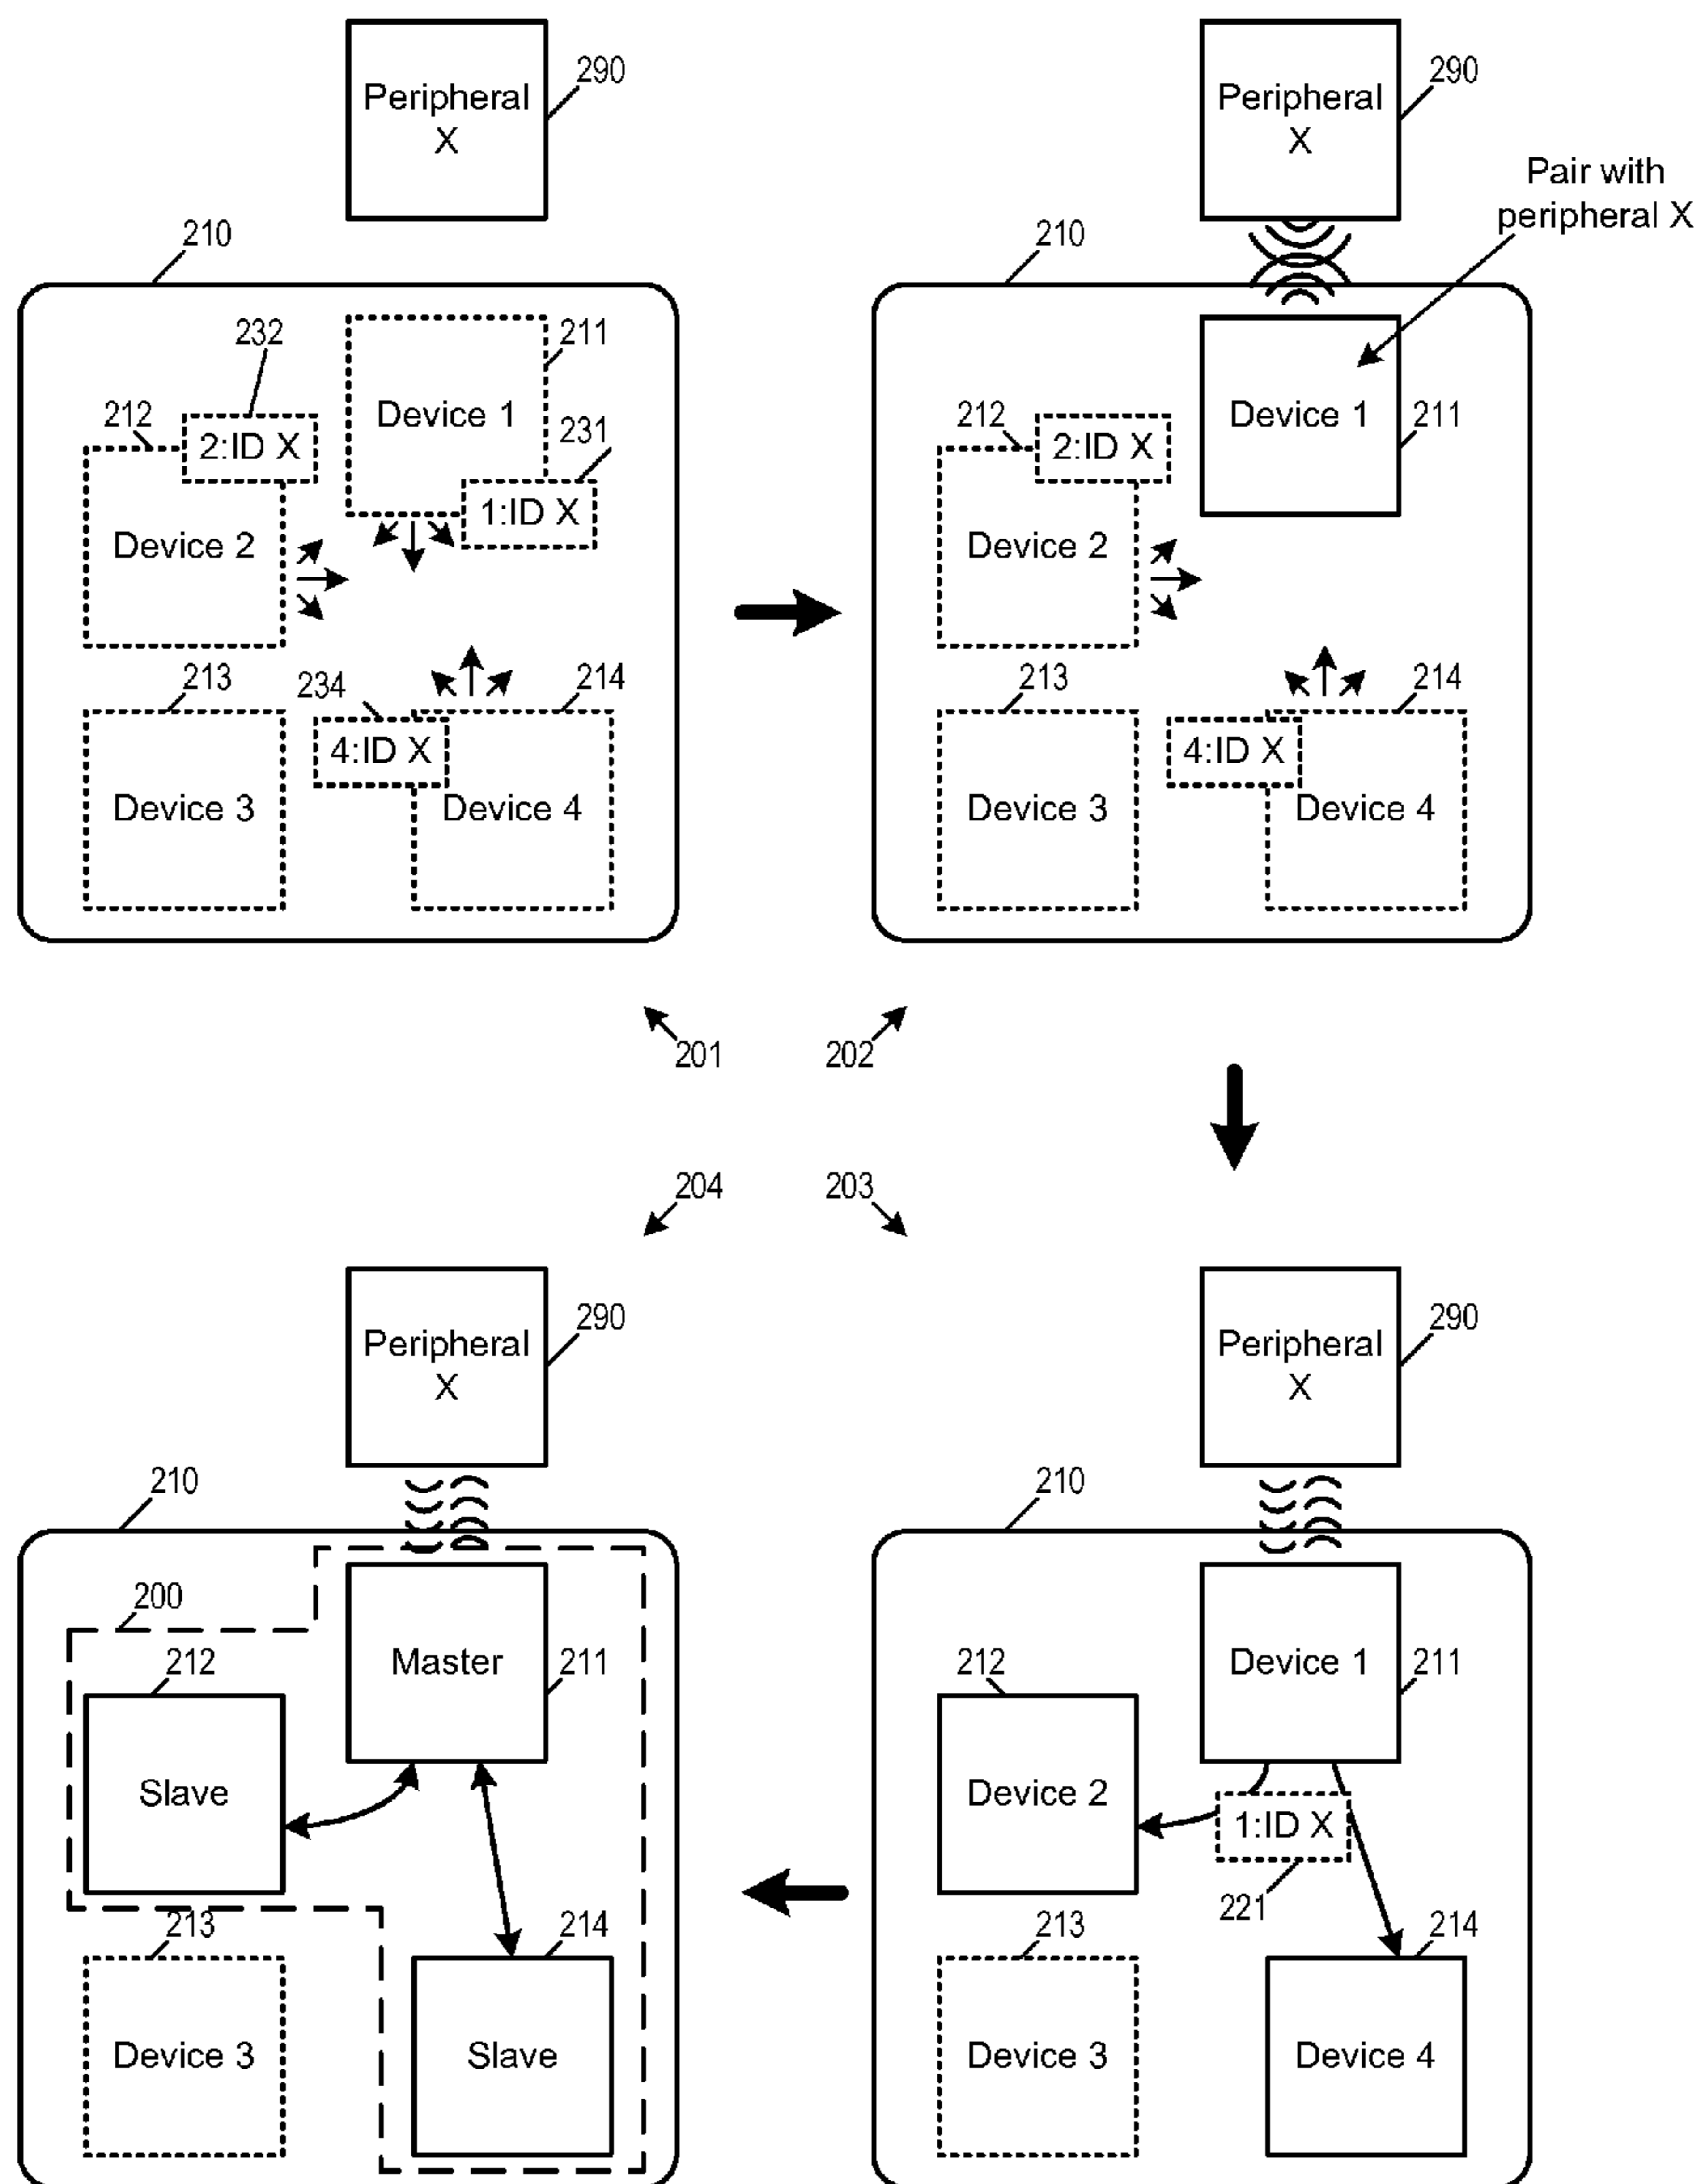 Peripheral
X
290
210
232
211
212
2:ID X
Device 1
231
1:ID X
Device 2
213
234
214
4:ID X
Device 3
Device 4
201
Peripheral
X
290
Pair with
peripheral X
210
212
2:ID X
Device 1
211
Device 2
213
214
4:ID X
Device 3
Device 4
202
203
Peripheral
X
290
210
212
Device 1
211
Device 2
1:ID X
221
213
214
Device 3
Device 4
204
Peripheral
X
290
210
200
212
Master
211
Slave
213
214
Device 3
Slave